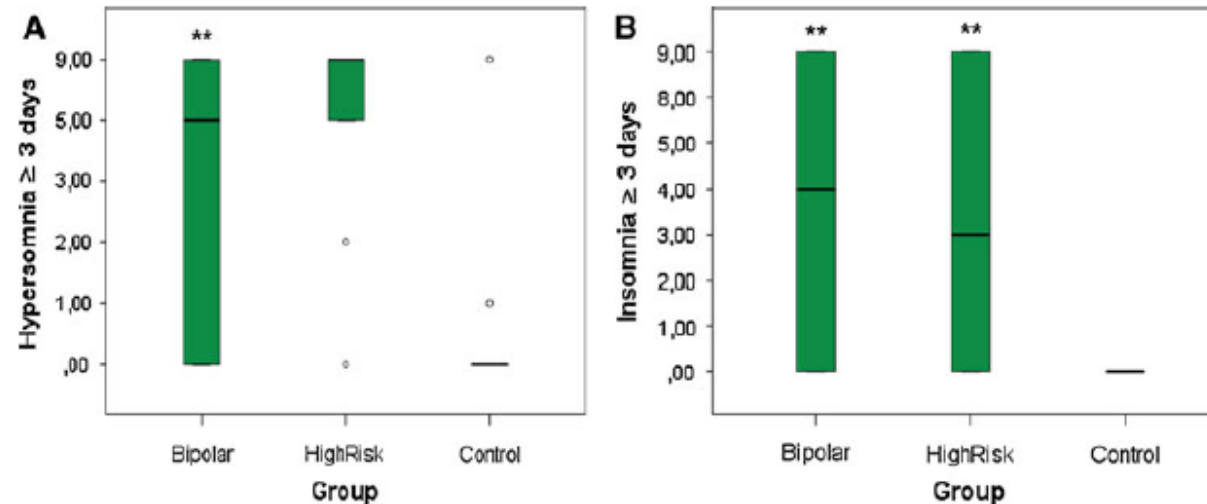 A
**
Hypersomnia ≥ 3 days
9,00
5,00
3,00
2,00
1,00
,00
Bipolar HighRisk Control
Group
B
** **
Insomnia ≥ 3 days
9,00
8,00
5,00
4,00
3,00
2,00
1,00
,00
Bipolar HighRisk Control
Group